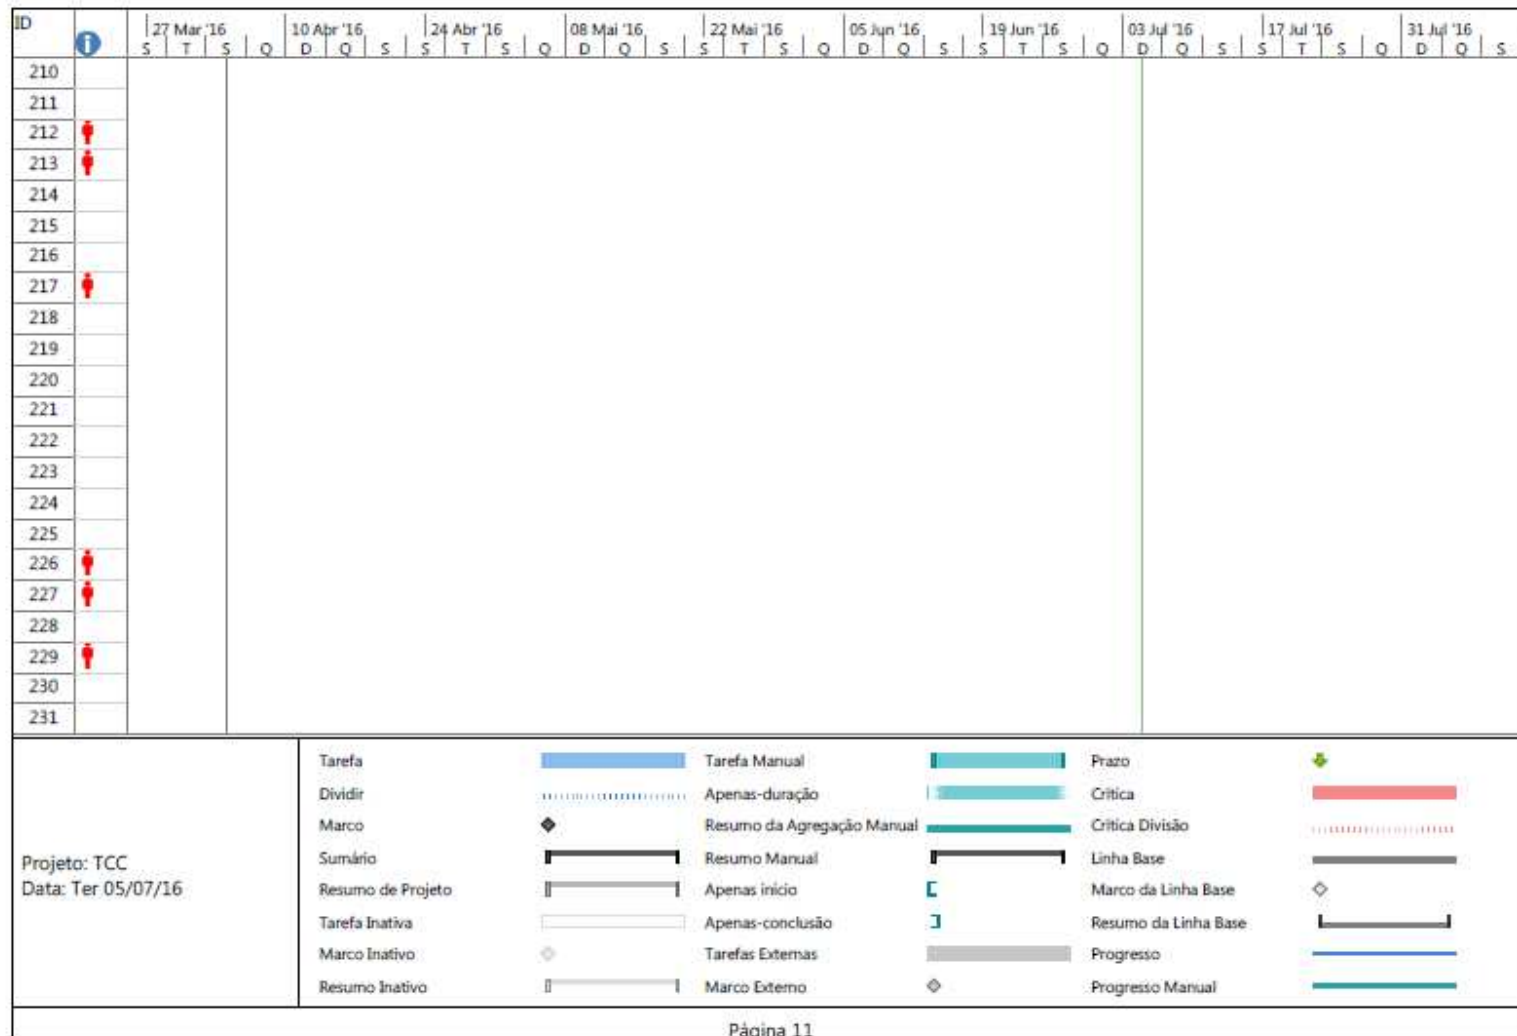 ID
27 Mar '16 10 Abr '16 24 Abr '16 08 Mai '16 22 Mai '16 05 Jun '16 19 Jun '16 03 Jul '16 17 Jul '16 31 Jul '16
i S T S Q D Q S S T S Q D Q S S T S Q D Q S S T S Q D Q S S T S Q D Q S
210
211
212
213
214
215
216
217
218
219
220
221
222
223
224
225
226
227
228
229
230
231
Projeto: TCC
Data: Ter 05/07/16
Tarefa Tarefa Manual Prazo
Dividir Apenas-duração Crítica
Marco Resumo da Agregação Manual Crítica Divisão
Sumário Resumo Manual Linha Base
Resumo de Projeto Apenas início Marco da Linha Base
Tarefa Inativa Apenas-conclusão Resumo da Linha Base
Marco Inativo Tarefas Externas Progresso
Resumo Inativo Marco Externo Progresso Manual
Página 11